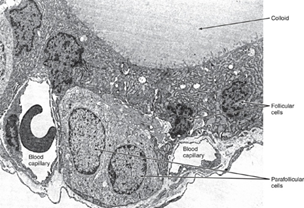 Colloid
Follicular
cells
Blood
capillary
Blood
capillary
Parafollicular
cells